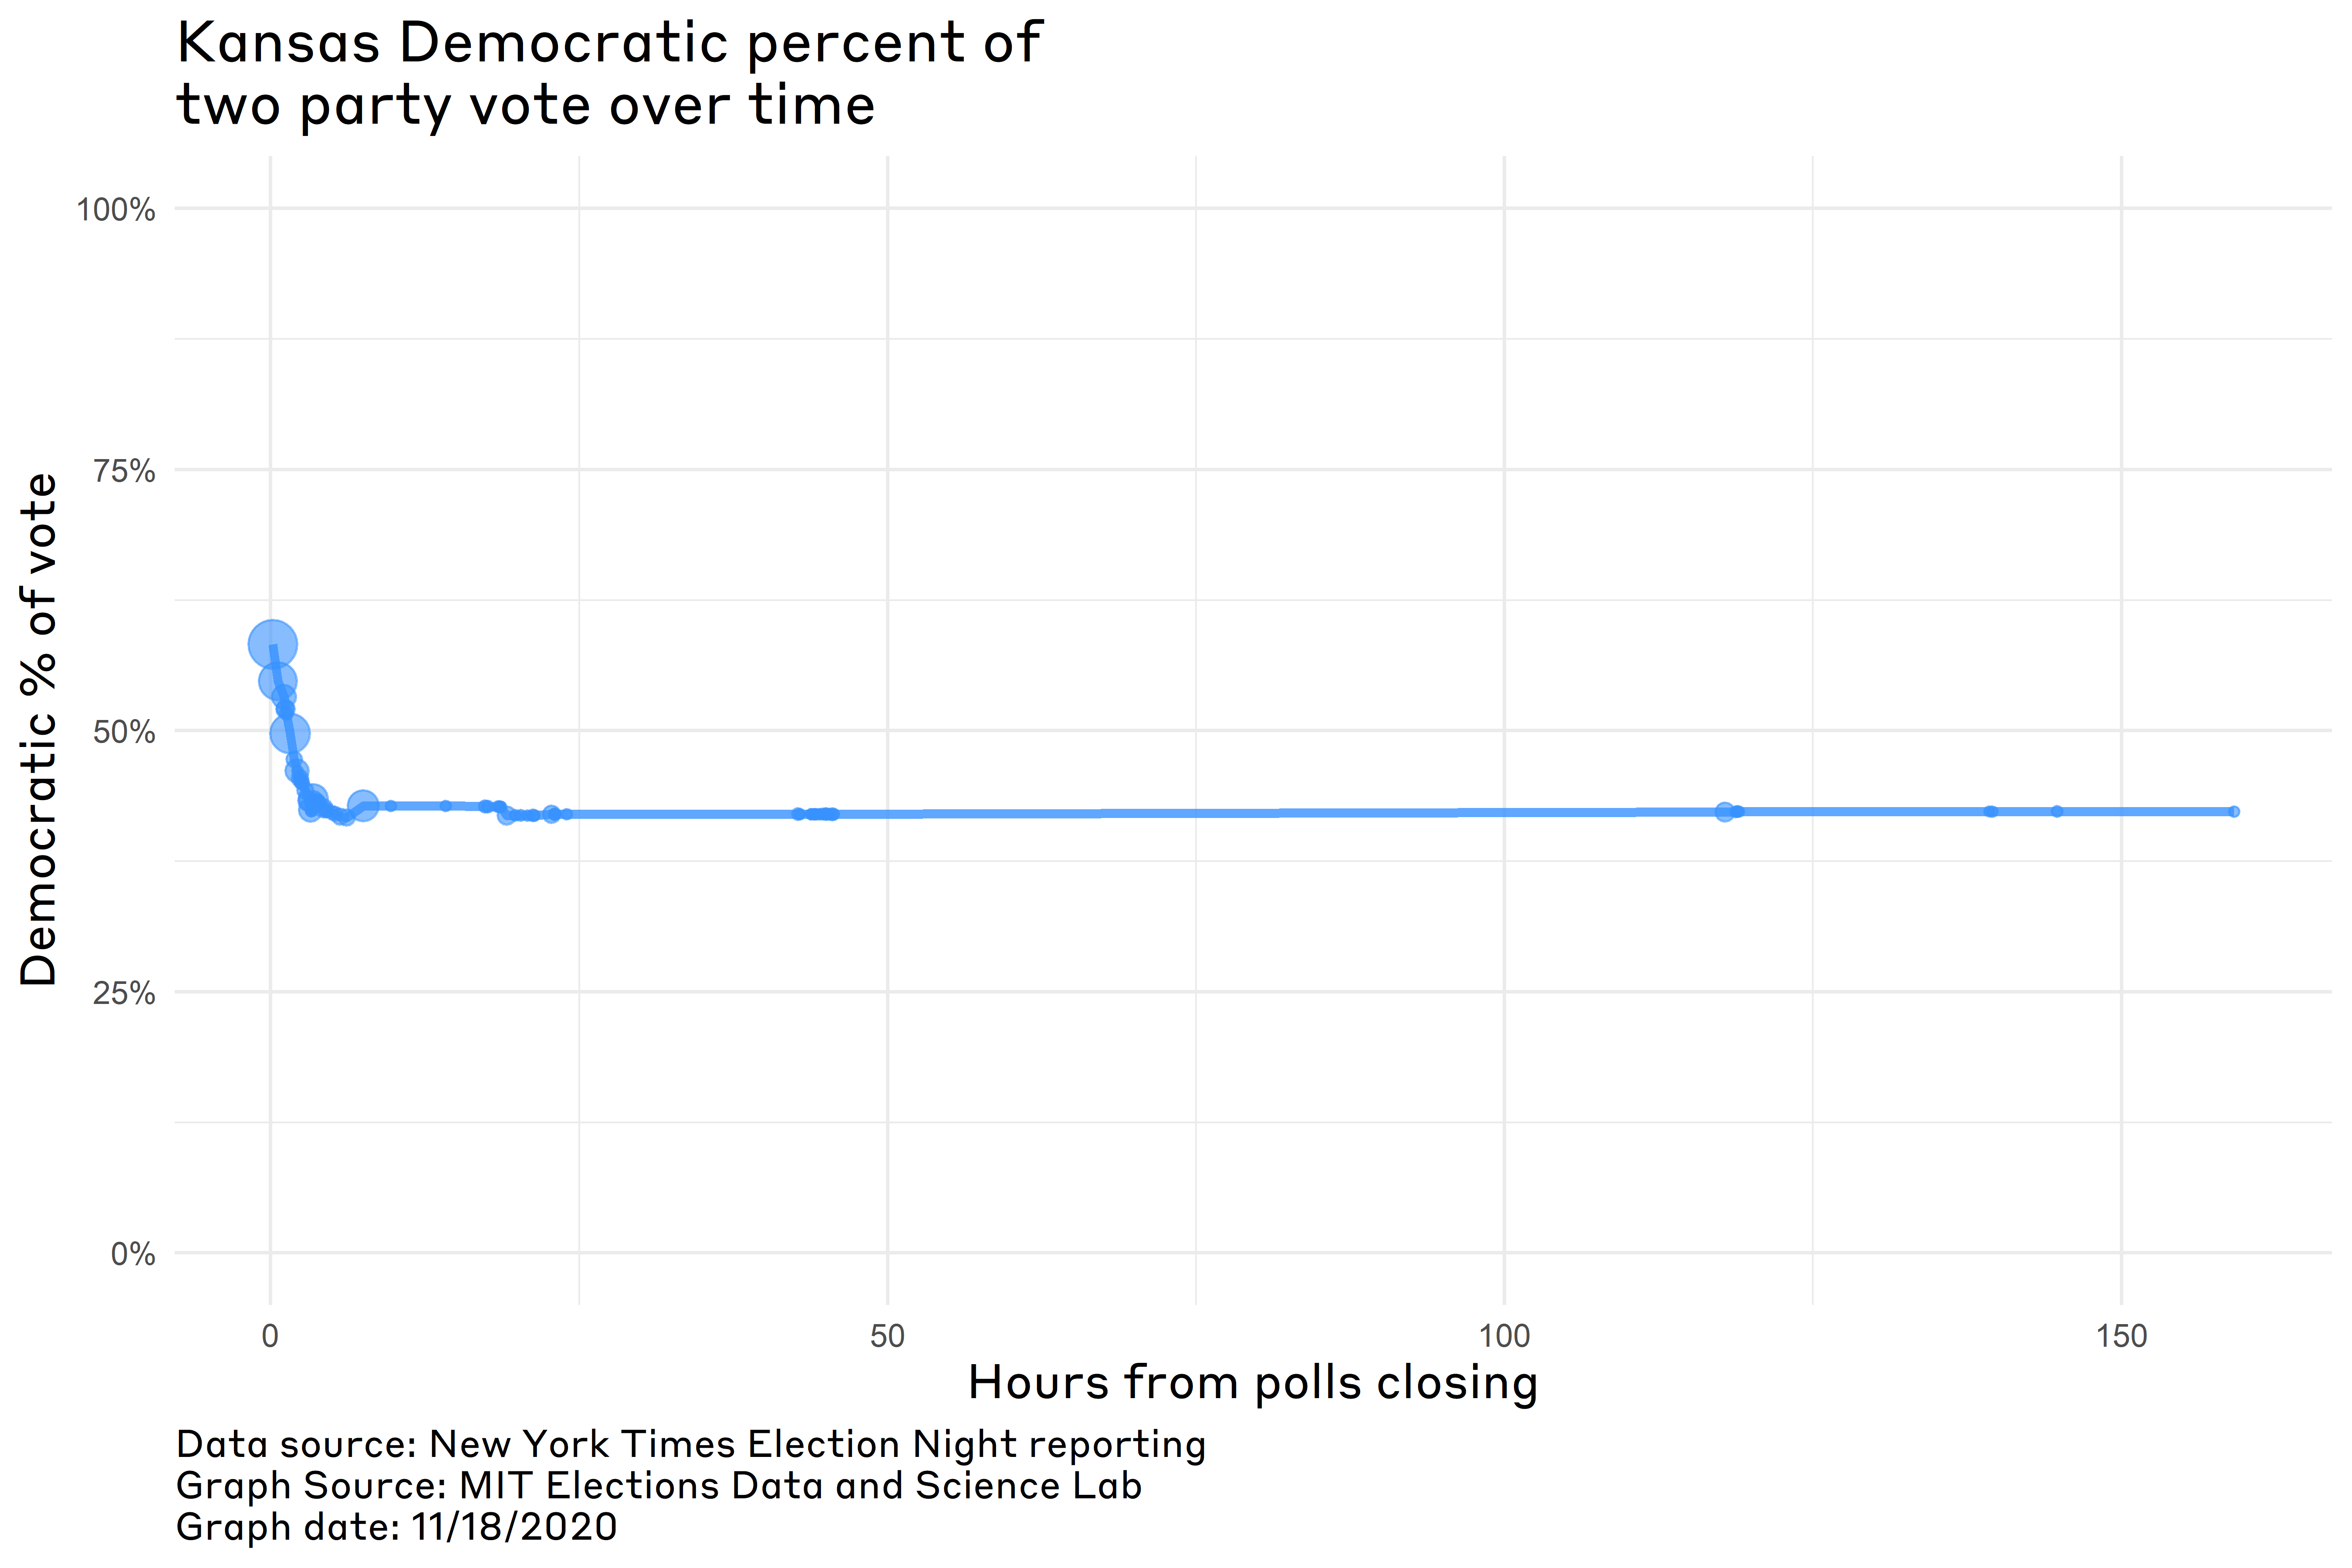 Kansas Democratic percent of
two party vote over time
Democratic % of vote
100%
75%
50%
25%
0%
0 50 100 150
Hours from polls closing
Data source: New York Times Election Night reporting
Graph Source: MIT Elections Data and Science Lab
Graph date: 11/18/2020